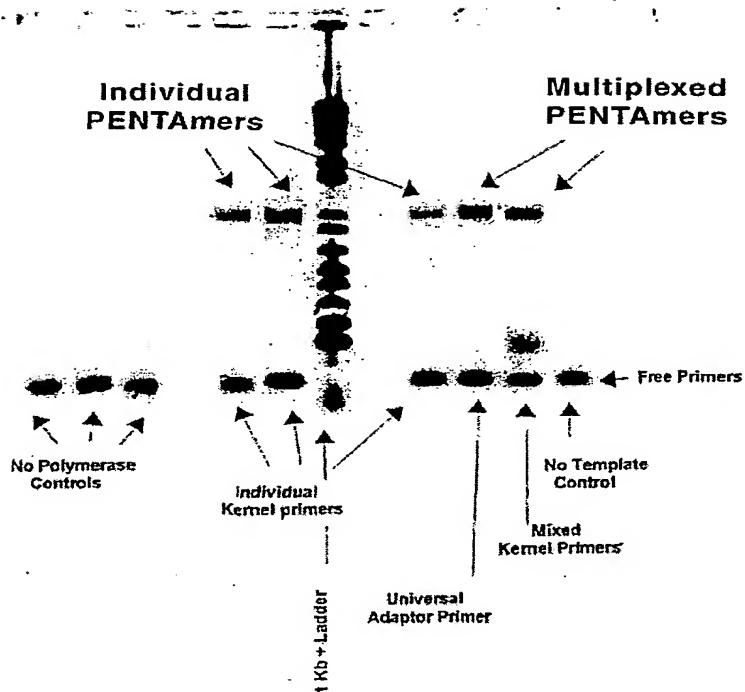 Individual
PENTAmers
Multiplexed
PENTAmers
Free Primers
No Polymerase
Controls
Individual
Kernel primers
No Template
Control
Mixed
Kernel Primers
Universal
Adaptor Primer
1 Kb + Ladder